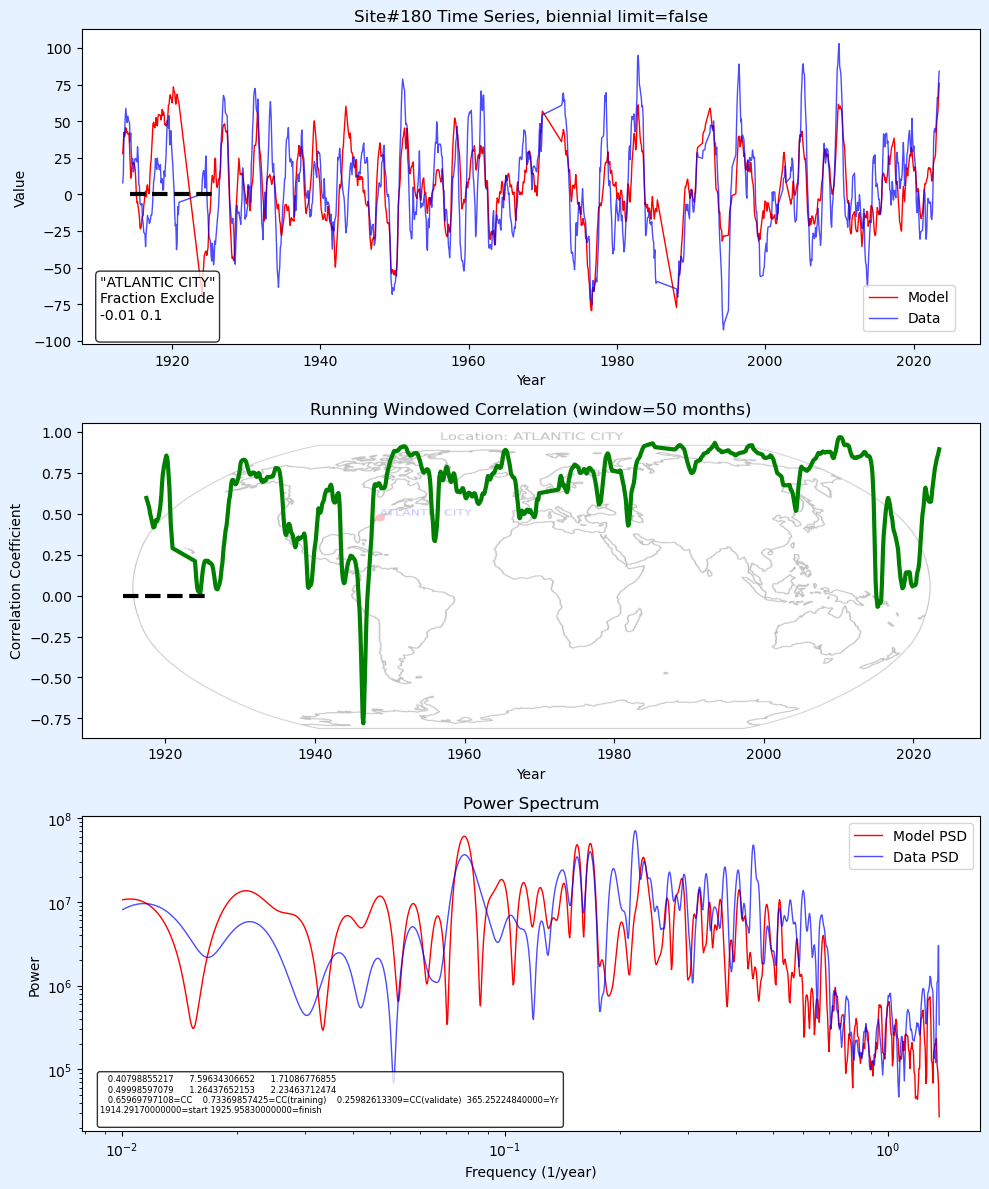 Site#180 Time Series, biennial limit=false
100
75
50
25
0
−25
−50
−75
−100
Value
"ATLANTIC CITY"
Fraction Exclude
-0.01 0.1
Model
Data
1920 1940 1960 1980 2000 2020
Year
Running Windowed Correlation (window=50 months)
Location: ATLANTIC CITY
ATLANTIC CITY
1.00
0.75
0.50
0.25
0.00
−0.25
−0.50
−0.75
Correlation Coefficient
1920 1940 1960 1980 2000 2020
Year
Power Spectrum
10^8
10^7
10^6
10^5
Power
Model PSD
Data PSD
0.40798855217 7.59634306652 1.71086776855
0.49998597079 1.26437652153 2.23463712474
0.65969797108=CC 0.73369857425=CC(training) 0.25982613309=CC(validate) 365.25224840000=Yr
1914.29170000000=start 1925.95830000000=finish
10^−2 10^−1 10^0
Frequency (1/year)